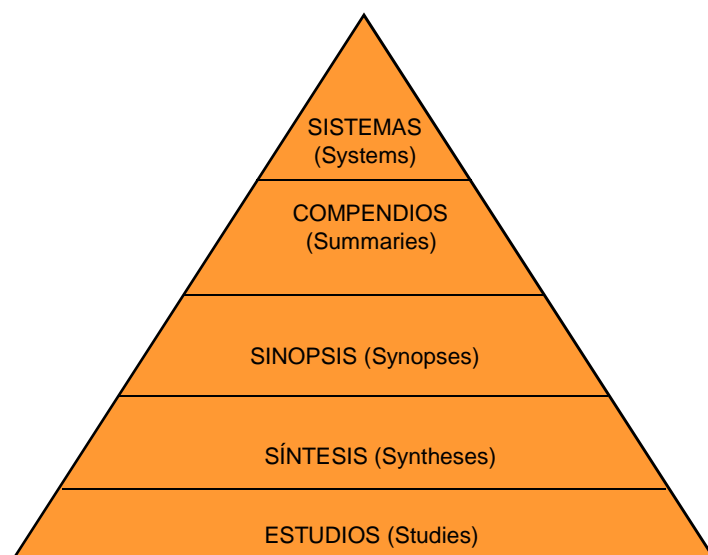 SISTEMAS
(Systems)
COMPENDIOS
(Summaries)
SINOPSIS (Synopses)
SÍNTESIS (Syntheses)
ESTUDIOS (Studies)